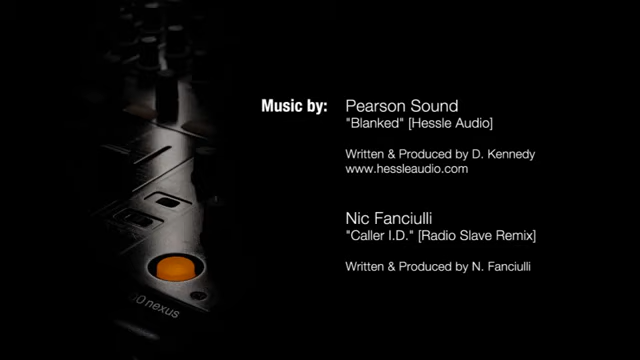 Music by: Pearson Sound
"Blanked" [Hessle Audio]
Written & Produced by D. Kennedy
www.hessleaudio.com
Nic Fanciulli
"Caller I.D." [Radio Slave Remix]
Written & Produced by N. Fanciulli
nexus